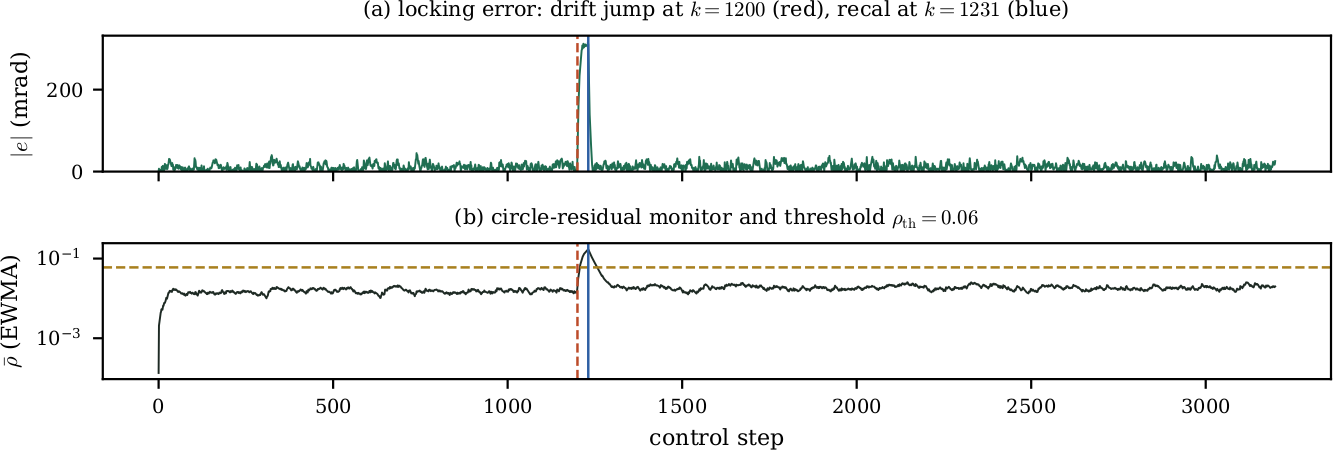 (a) locking error: drift jump at k = 1200 (red), recal at k = 1231 (blue)
|e| (mrad)
200
0
(b) circle-residual monitor and threshold ρth = 0.06
ρ̄ (EWMA)
10⁻¹
10⁻³
0 500 1000 1500 2000 2500 3000
control step